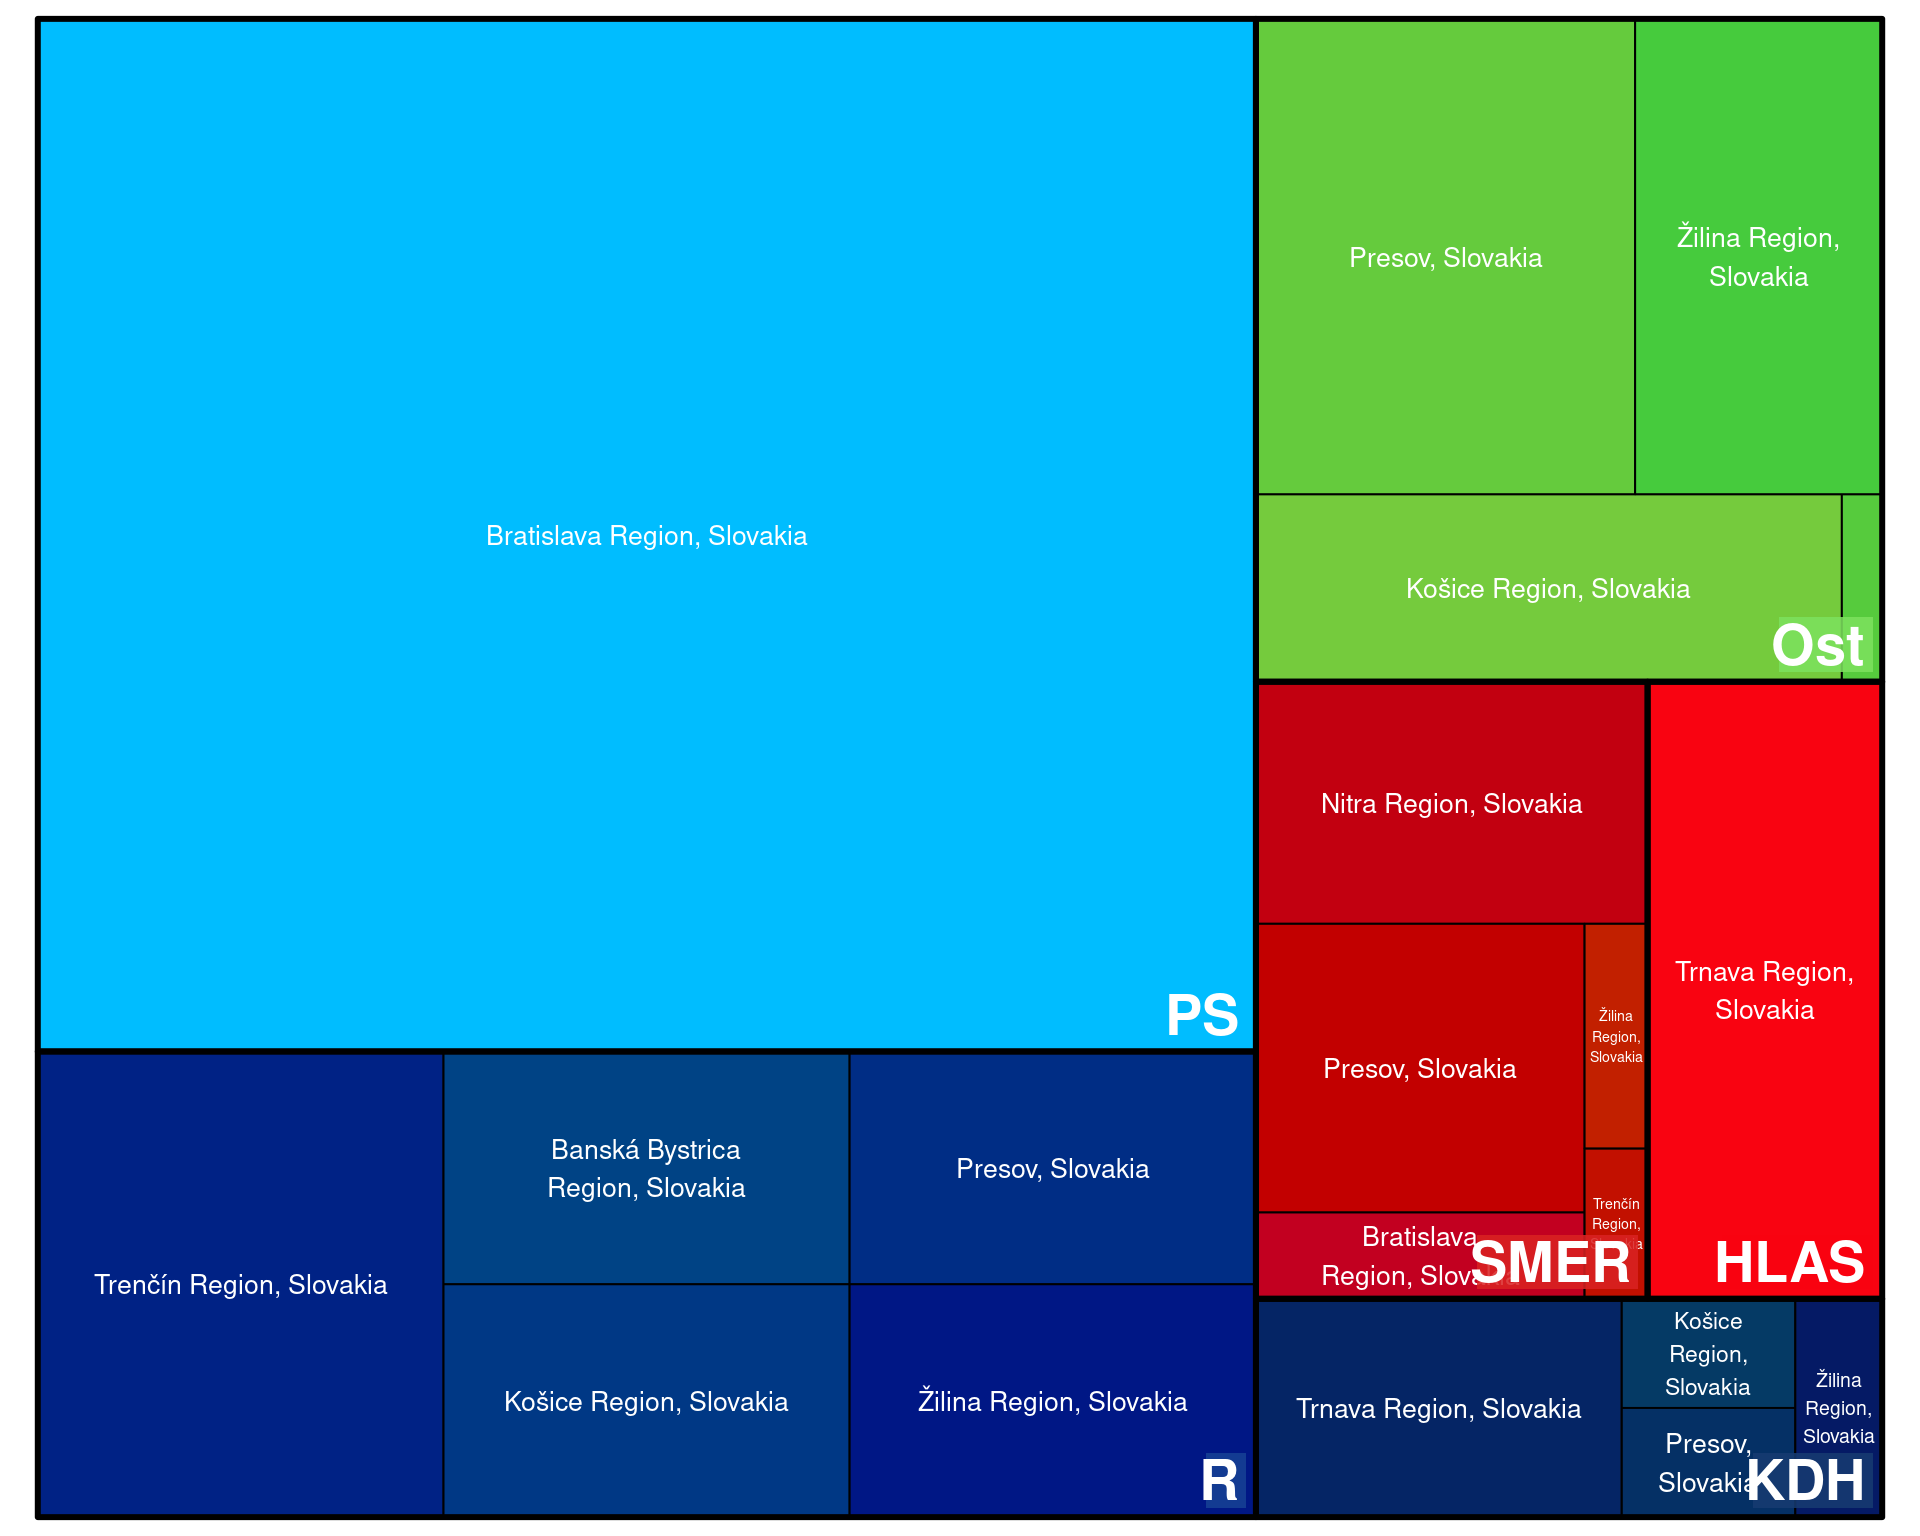 Bratislava Region, Slovakia
PS
Presov, Slovakia
Žilina Region,
Slovakia
Košice Region, Slovakia
Ost
Nitra Region, Slovakia
Presov, Slovakia
Žilina
Region,
Slovakia
Trenčín
Region,
Bratislava
Region, Slovakia
SMER
Trnava Region,
Slovakia
HLAS
Trenčín Region, Slovakia
Banská Bystrica
Region, Slovakia
Presov, Slovakia
Košice Region, Slovakia
Žilina Region, Slovakia
R
Trnava Region, Slovakia
Košice
Region,
Slovakia
Presov,
Slovakia
Žilina
Region,
Slovakia
KDH